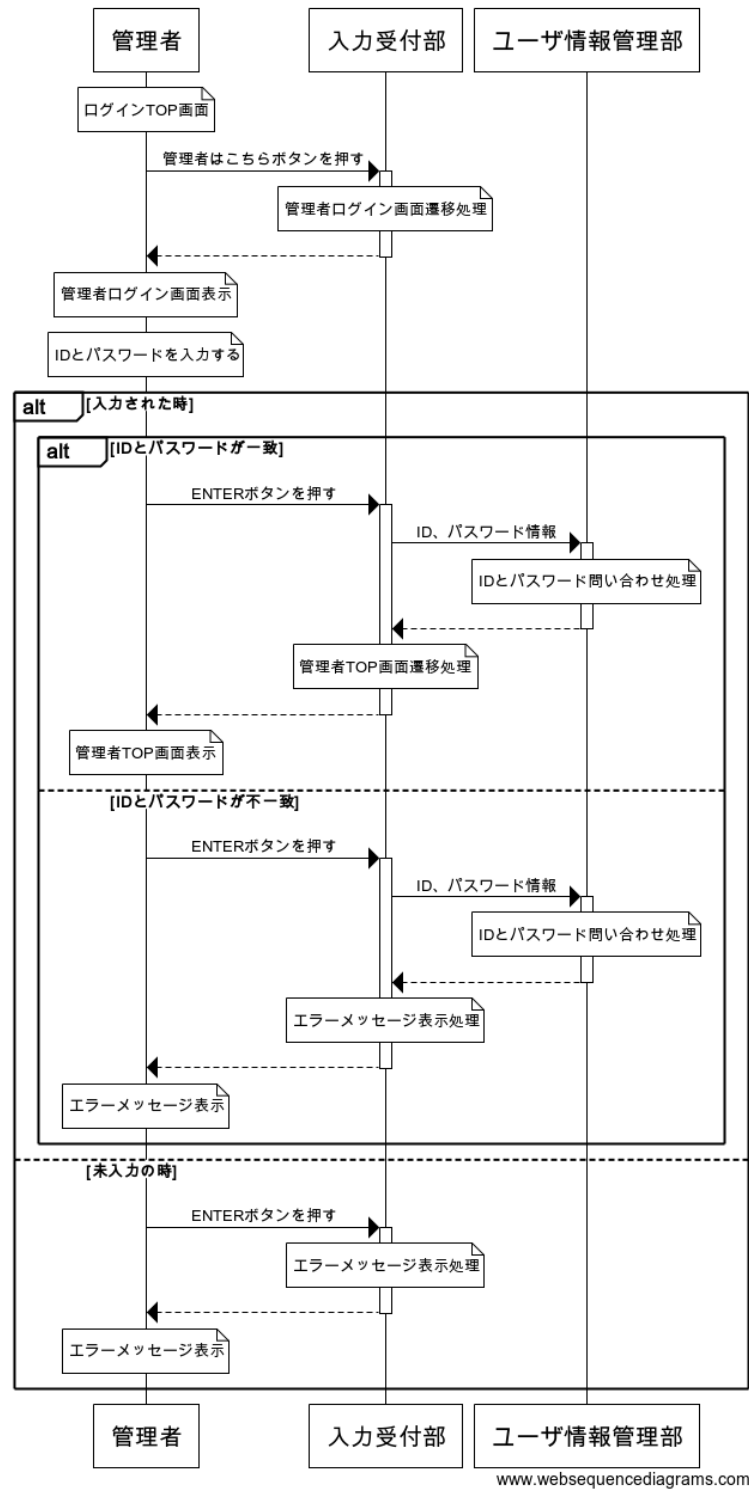 管理者
入力受付部
ユーザ情報管理部
ログインTOP画面
管理者はこちらボタンを押す
管理者ログイン画面遷移処理
管理者ログイン画面表示
IDとパスワードを入力する
alt [入力された時]
alt [IDとパスワードが一致]
ENTERボタンを押す
ID、パスワード情報
IDとパスワード問い合わせ処理
管理者TOP画面遷移処理
管理者TOP画面表示
[IDとパスワードが不一致]
ENTERボタンを押す
ID、パスワード情報
IDとパスワード問い合わせ処理
エラーメッセージ表示処理
エラーメッセージ表示
[未入力の時]
ENTERボタンを押す
エラーメッセージ表示処理
エラーメッセージ表示
管理者
入力受付部
ユーザ情報管理部
www.websequencediagrams.com